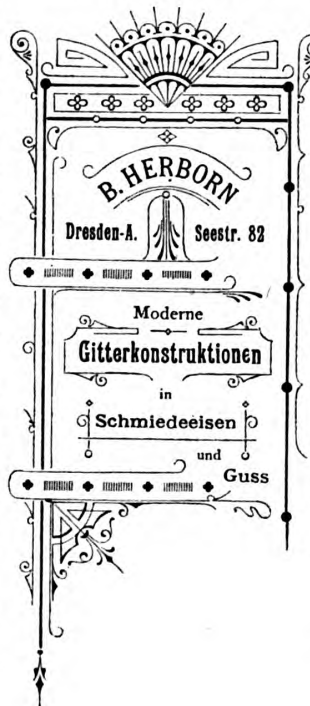 B. HERBORN
Dresden-A. Seestr. 82
Moderne
Gitterkonstruktionen
in
Schmiedeeisen
und
Guss